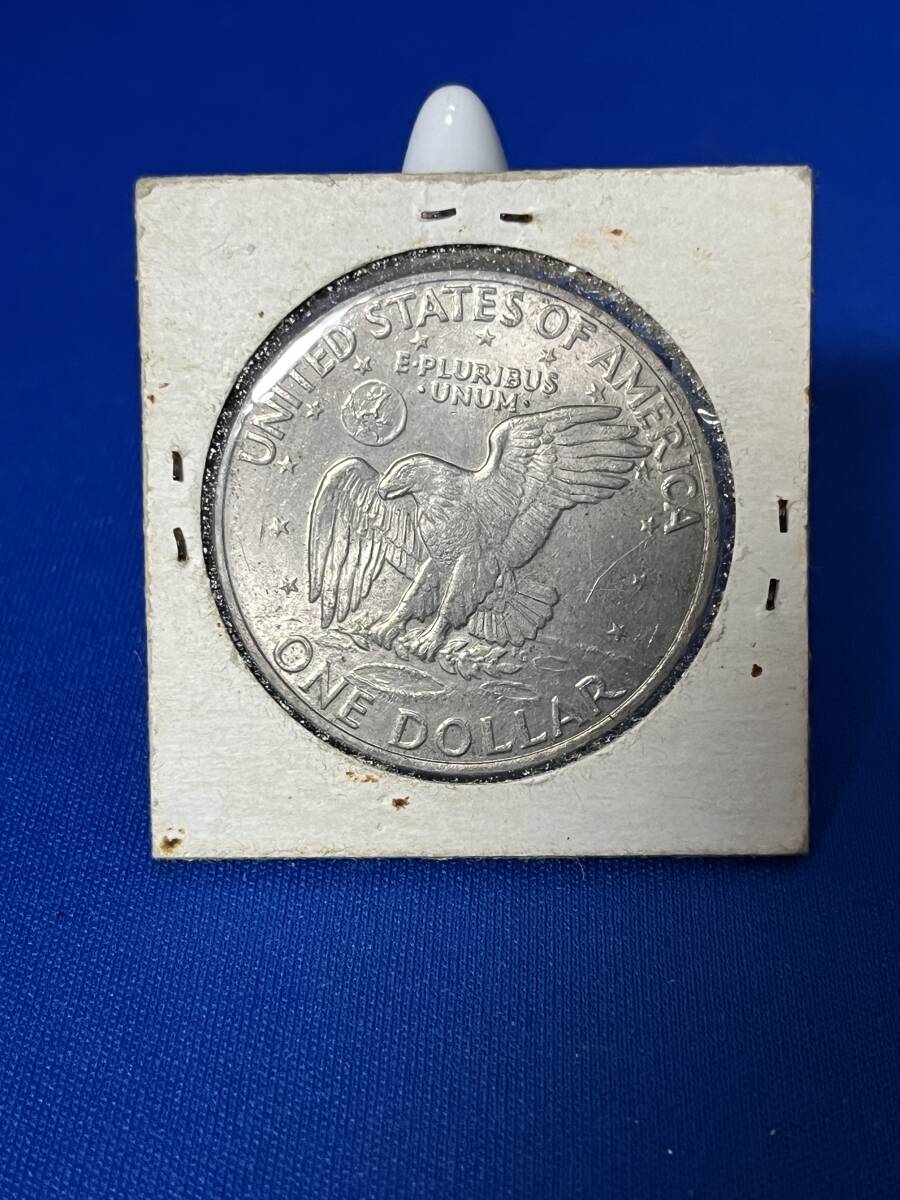 UNITED STATES OF AMERICA
E·PLURIBUS
·UNUM·
ONE DOLLAR